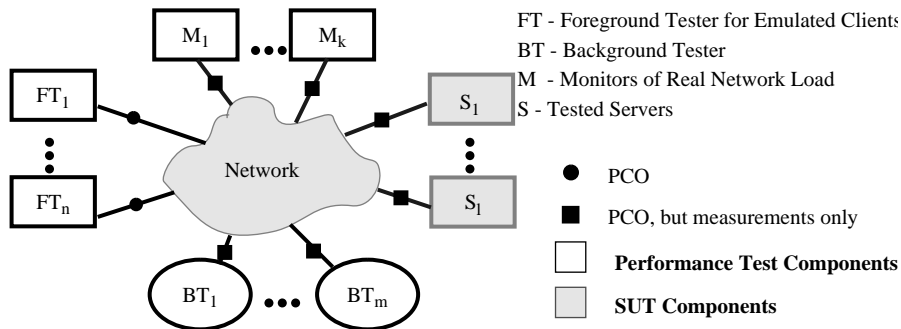 M1
Mk
FT - Foreground Tester for Emulated Clients
BT - Background Tester
M - Monitors of Real Network Load
S - Tested Servers
FT1
S1
Network
FTn
Sl
PCO
PCO, but measurements only
BT1
BTm
Performance Test Components
SUT Components